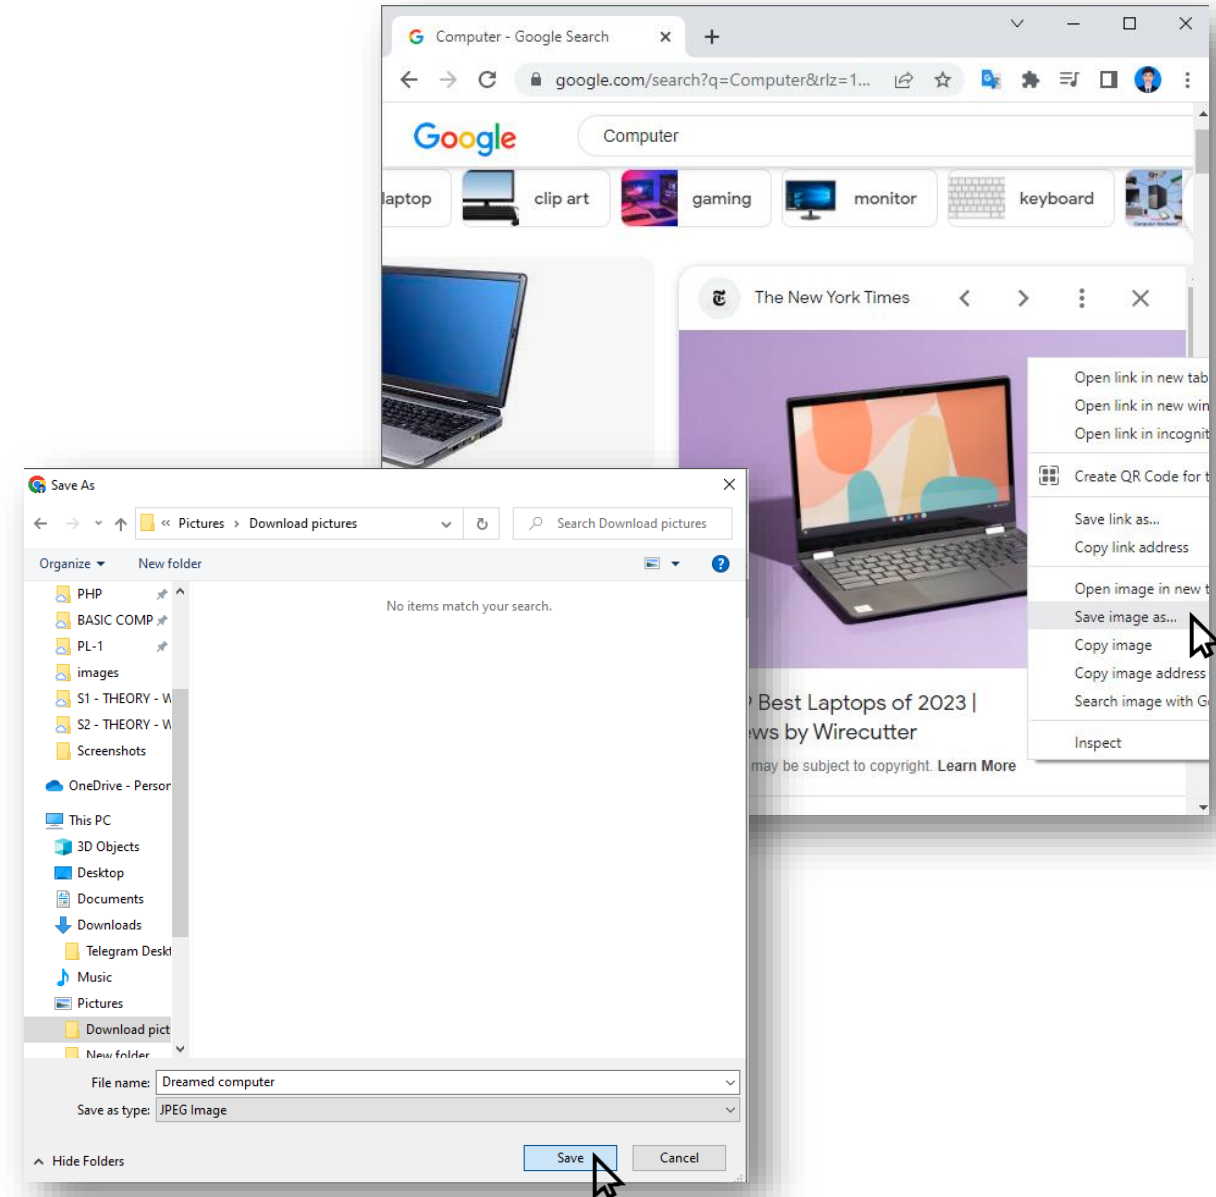 Computer - Google Search
google.com/search?q=Computer&rlz=1...
Google
Computer
laptop
clip art
gaming
monitor
keyboard
The New York Times
Open link in new tab
Open link in new win
Open link in incognit
Create QR Code for t
Save link as...
Copy link address
Open image in new t
Save image as...
Copy image
Copy image address
Search image with G
Inspect
Best Laptops of 2023 |
ws by Wirecutter
may be subject to copyright. Learn More
Save As
« Pictures > Download pictures
Search Download pictures
Organize
New folder
No items match your search.
PHP
BASIC COMP
PL-1
images
S1 - THEORY - W
S2 - THEORY - W
Screenshots
OneDrive - Person
This PC
3D Objects
Desktop
Documents
Downloads
Telegram Deskt
Music
Pictures
Download pict
New folder
File name: Dreamed computer
Save as type: JPEG Image
Hide Folders
Save
Cancel